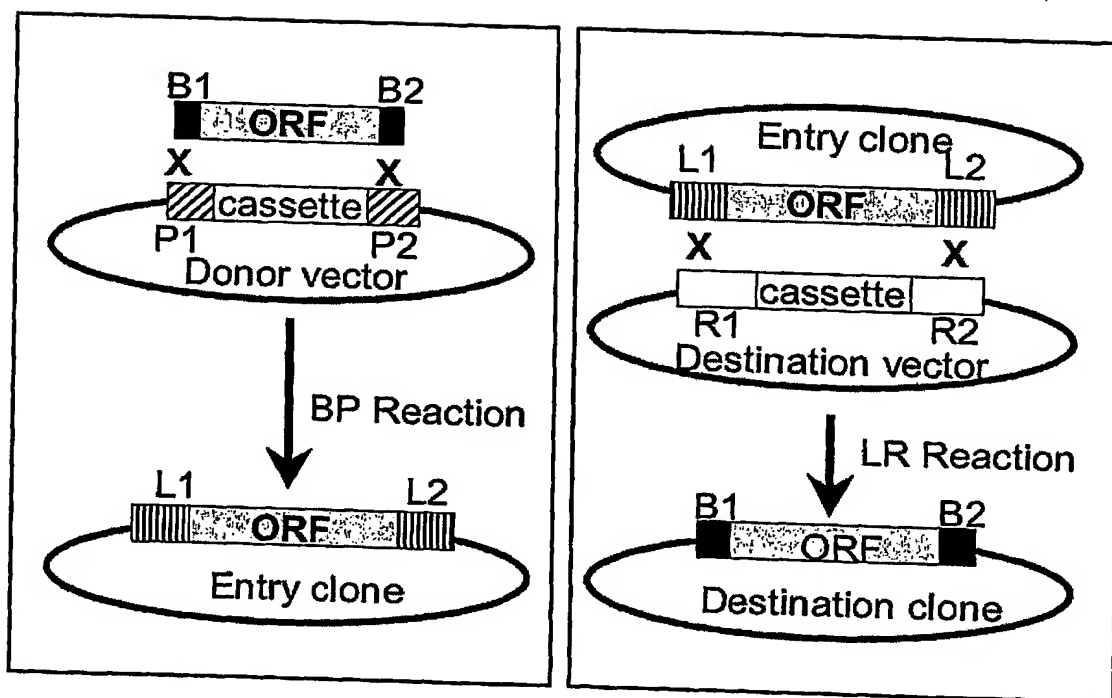 B1 B2
ORF
X X
cassette
P1 P2
Donor vector
BP Reaction
L1 L2
ORF
Entry clone
Entry clone
L1 L2
ORF
X X
cassette
R1 R2
Destination vector
LR Reaction
B1 B2
ORF
Destination clone